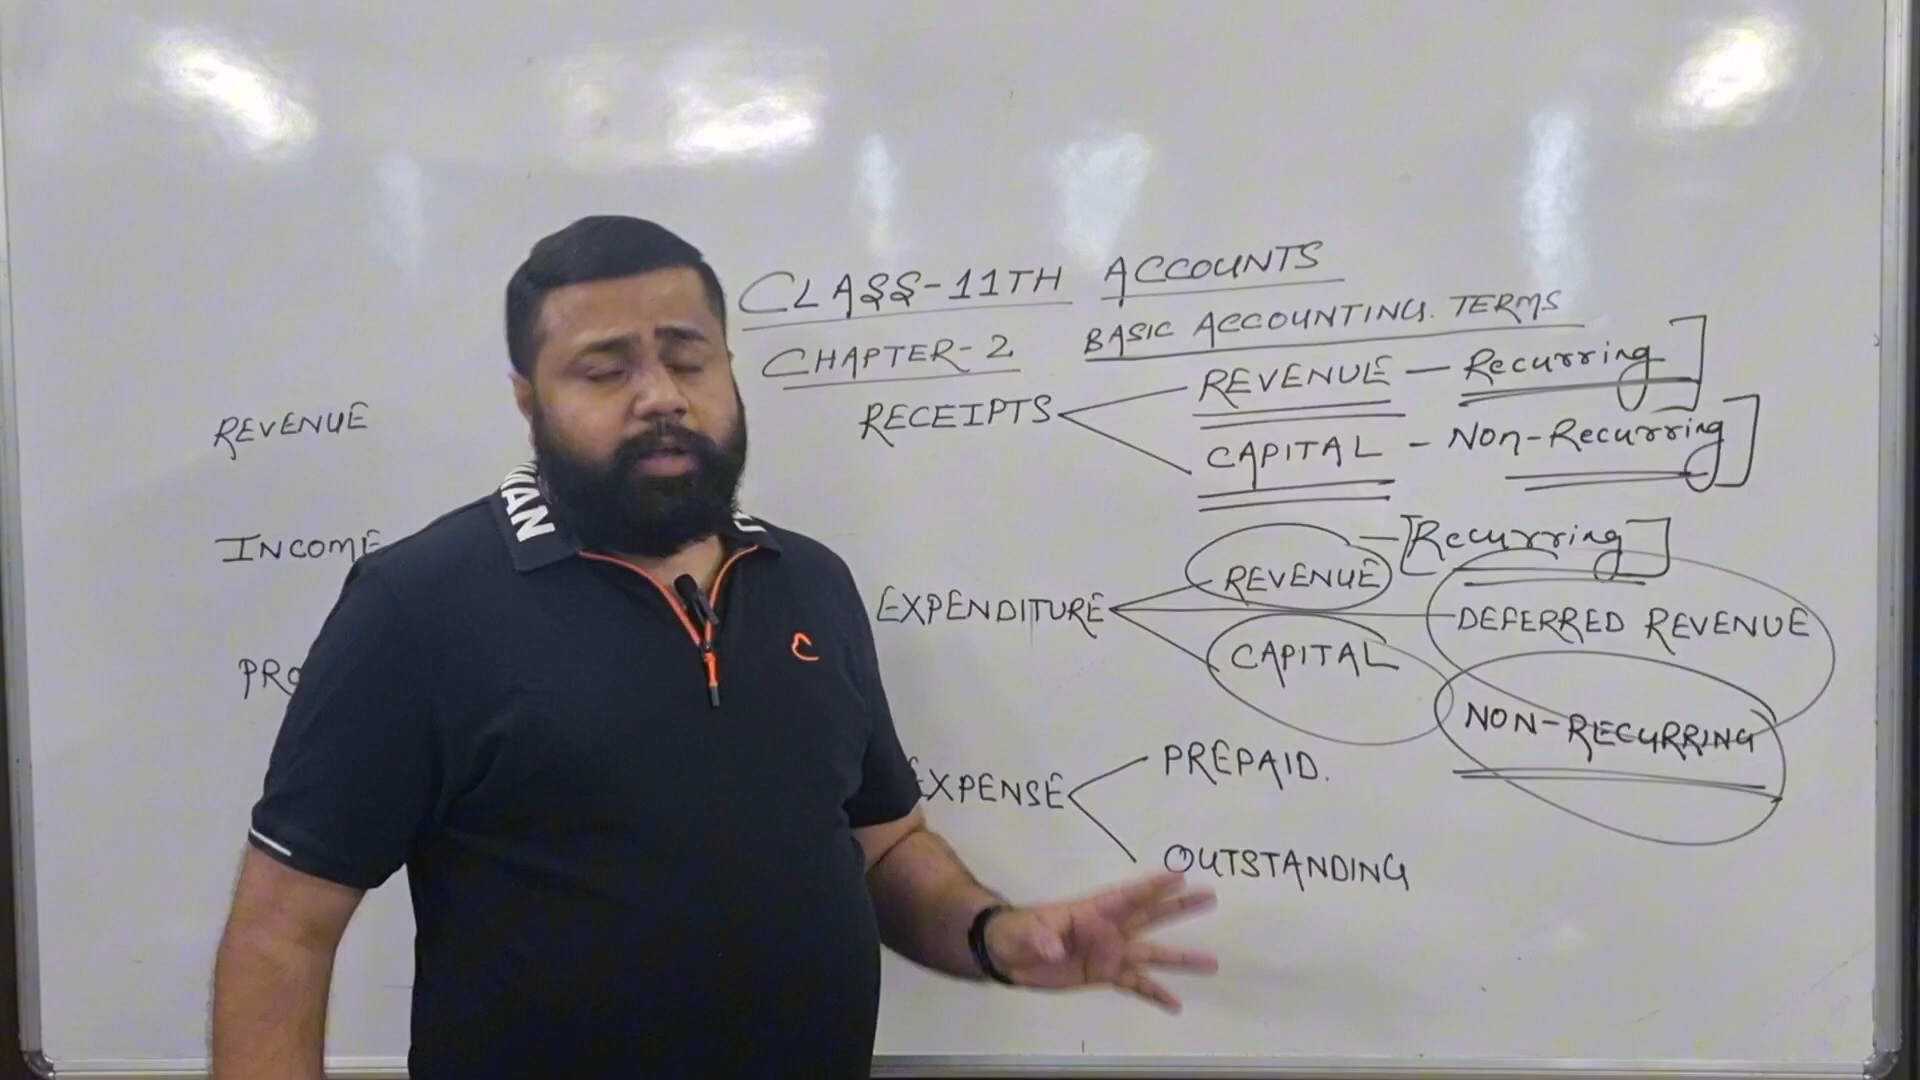 CLASS-11TH ACCOUNTS
CHAPTER-2 BASIC ACCOUNTING TERMS
REVENUE
INCOME
RECEIPTS
REVENUE - Recurring
CAPITAL - Non-Recurring
EXPENDITURE
REVENUE - [Recurring]
DEFERRED REVENUE
CAPITAL
NON-RECURRING
EXPENSE
PREPAID.
OUTSTANDING